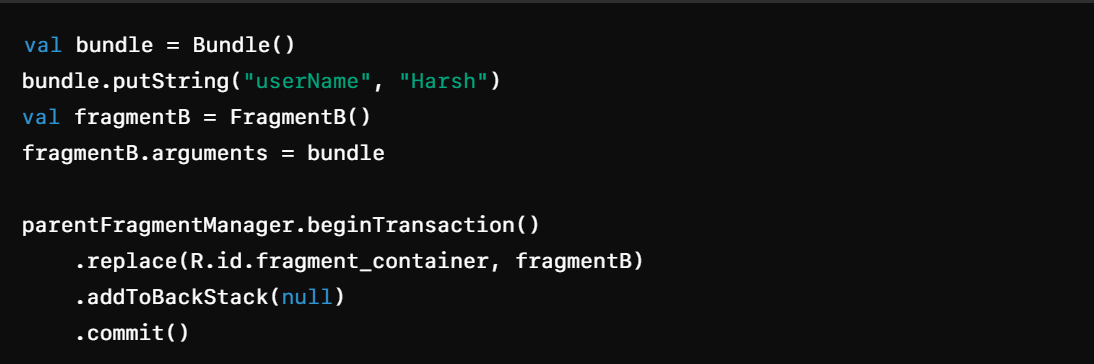 val bundle = Bundle()
bundle.putString("userName", "Harsh")
val fragmentB = FragmentB()
fragmentB.arguments = bundle

parentFragmentManager.beginTransaction()
    .replace(R.id.fragment_container, fragmentB)
    .addToBackStack(null)
    .commit()